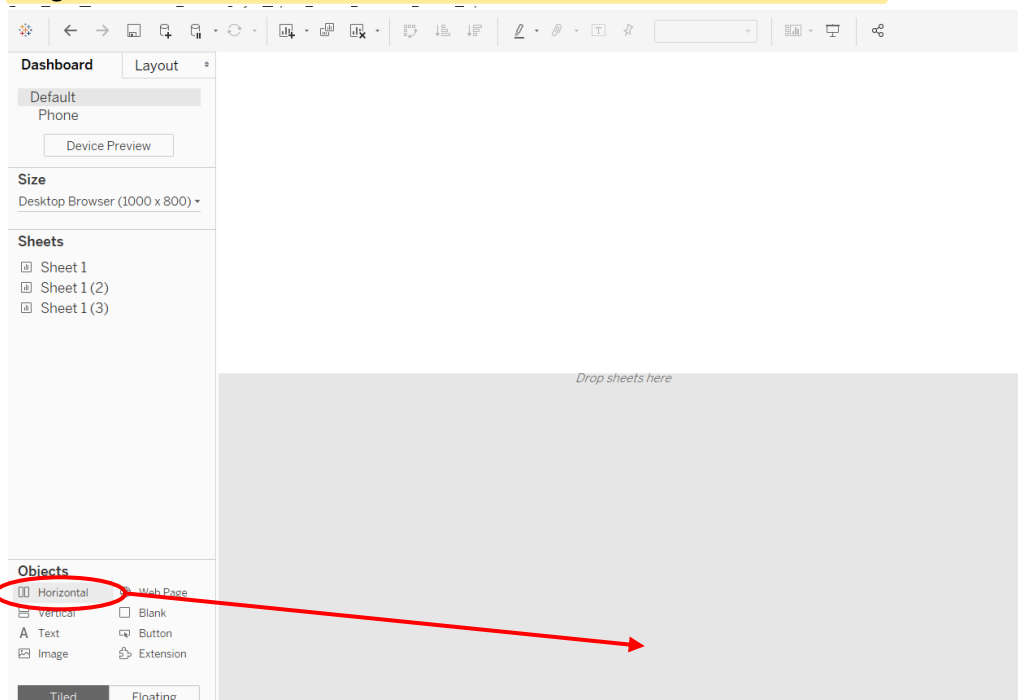 Dashboard Layout
Default
Phone
Device Preview
Size
Desktop Browser (1000 x 800)
Sheets
Sheet 1
Sheet 1 (2)
Sheet 1 (3)
Drop sheets here
Objects
Horizontal Web Page
Vertical Blank
A Text Button
Image Extension
Tiled Floating